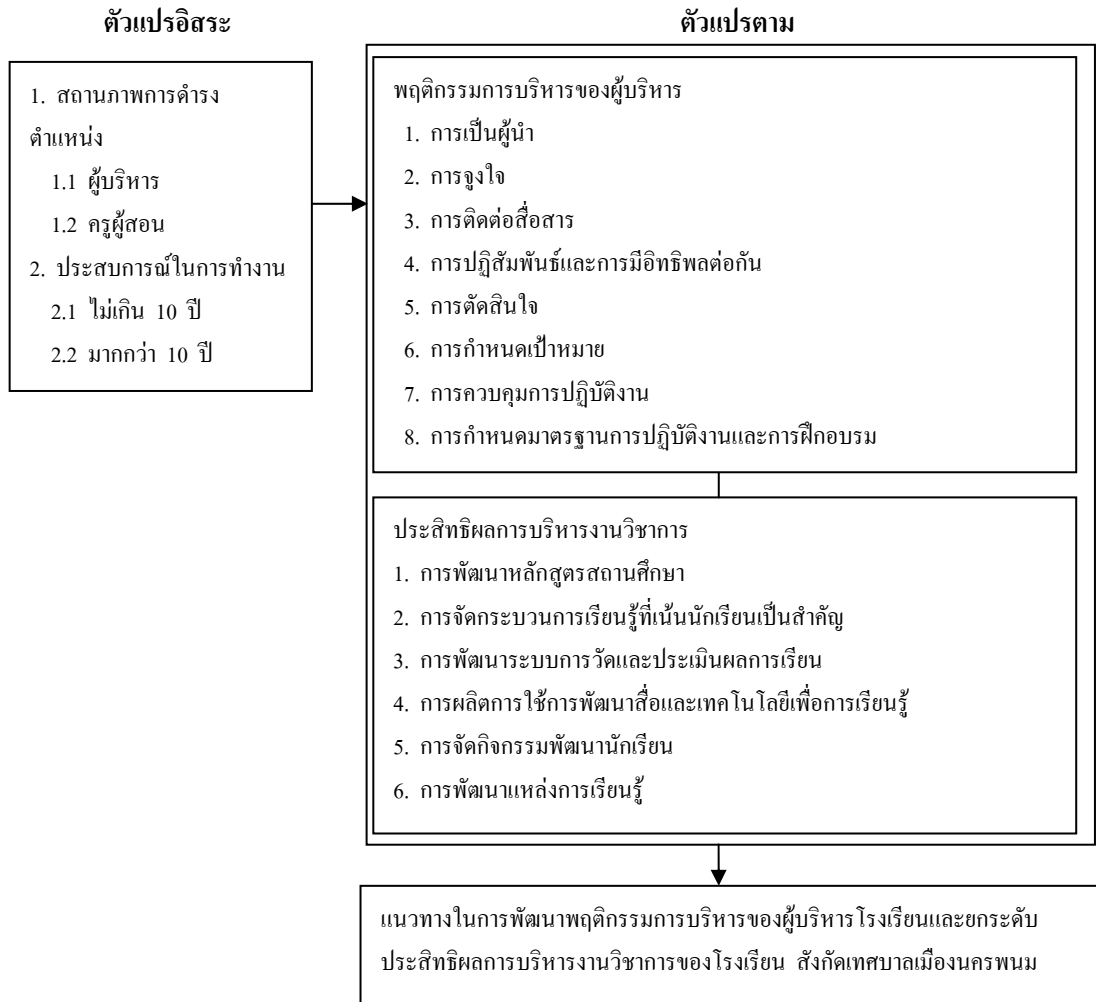 ตัวแปรอิสระ
ตัวแปรตาม
1. สถานภาพการดำรง
ตำแหน่ง
1.1 ผู้บริหาร
1.2 ครูผู้สอน
2. ประสบการณ์ในการทำงาน
2.1 ไม่เกิน 10 ปี
2.2 มากกว่า 10 ปี
พฤติกรรมการบริหารของผู้บริหาร
1. การเป็นผู้นำ
2. การจูงใจ
3. การติดต่อสื่อสาร
4. การปฏิสัมพันธ์และการมีอิทธิพลต่อกัน
5. การตัดสินใจ
6. การกำหนดเป้าหมาย
7. การควบคุมการปฏิบัติงาน
8. การกำหนดมาตรฐานการปฏิบัติงานและการฝึกอบรม
ประสิทธิผลการบริหารงานวิชาการ
1. การพัฒนาหลักสูตรสถานศึกษา
2. การจัดกระบวนการเรียนรู้ที่เน้นนักเรียนเป็นสำคัญ
3. การพัฒนาระบบการวัดและประเมินผลการเรียน
4. การผลิตการใช้การพัฒนาสื่อและเทคโนโลยีเพื่อการเรียนรู้
5. การจัดกิจกรรมพัฒนานักเรียน
6. การพัฒนาแหล่งการเรียนรู้
แนวทางในการพัฒนาพฤติกรรมการบริหารของผู้บริหารโรงเรียนและยกระดับ
ประสิทธิผลการบริหารงานวิชาการของโรงเรียน สังกัดเทศบาลเมืองนครพนม